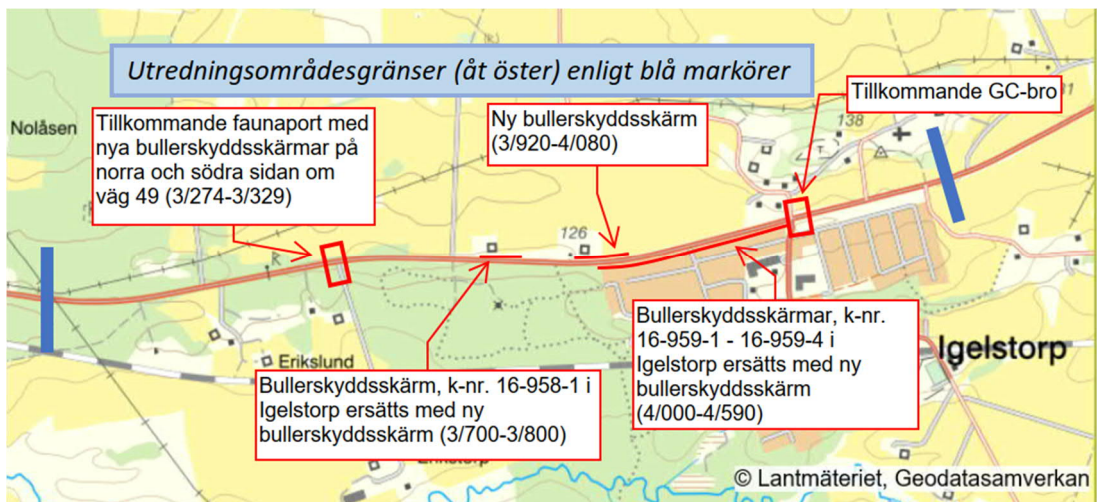 Utredningsområdesgränser (åt öster) enligt blå markörer
Tillkommande GC-bro
Nolåsen
Tillkommande faunaport med
nya bullerskyddsskärmar på
norra och södra sidan om
väg 49 (3/274-3/329)
Ny bullerskyddsskärm
(3/920-4/080)
138
126
Bullerskyddsskärmar, k-nr.
16-959-1 - 16-959-4 i
Igelstorp ersätts med ny
bullerskyddsskärm
(4/000-4/590)
Igelstorp
Erikslund
Bullerskyddsskärm, k-nr. 16-958-1 i
Igelstorp ersätts med ny
bullerskyddsskärm (3/700-3/800)
© Lantmäteriet, Geodatasamverkan